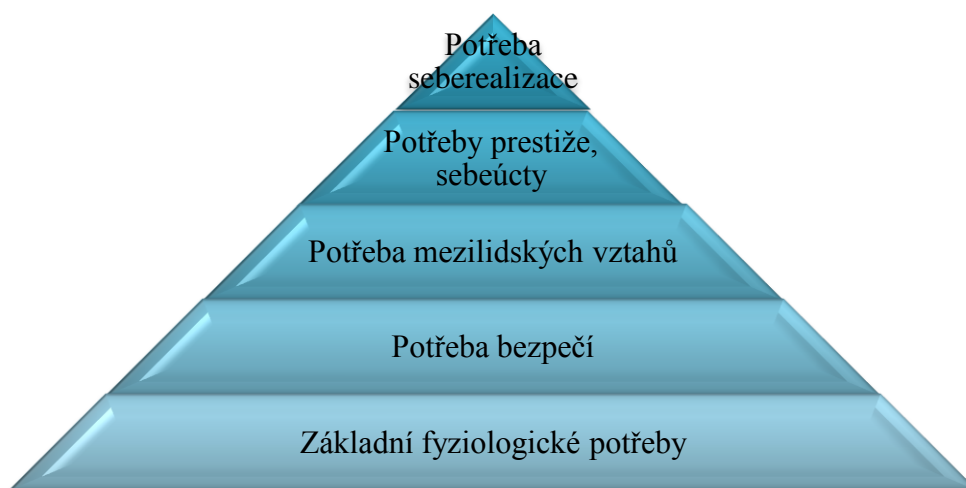 Potřeba
seberealizace
Potřeby prestiže,
sebeúcty
Potřeba mezilidských vztahů
Potřeba bezpečí
Základní fyziologické potřeby